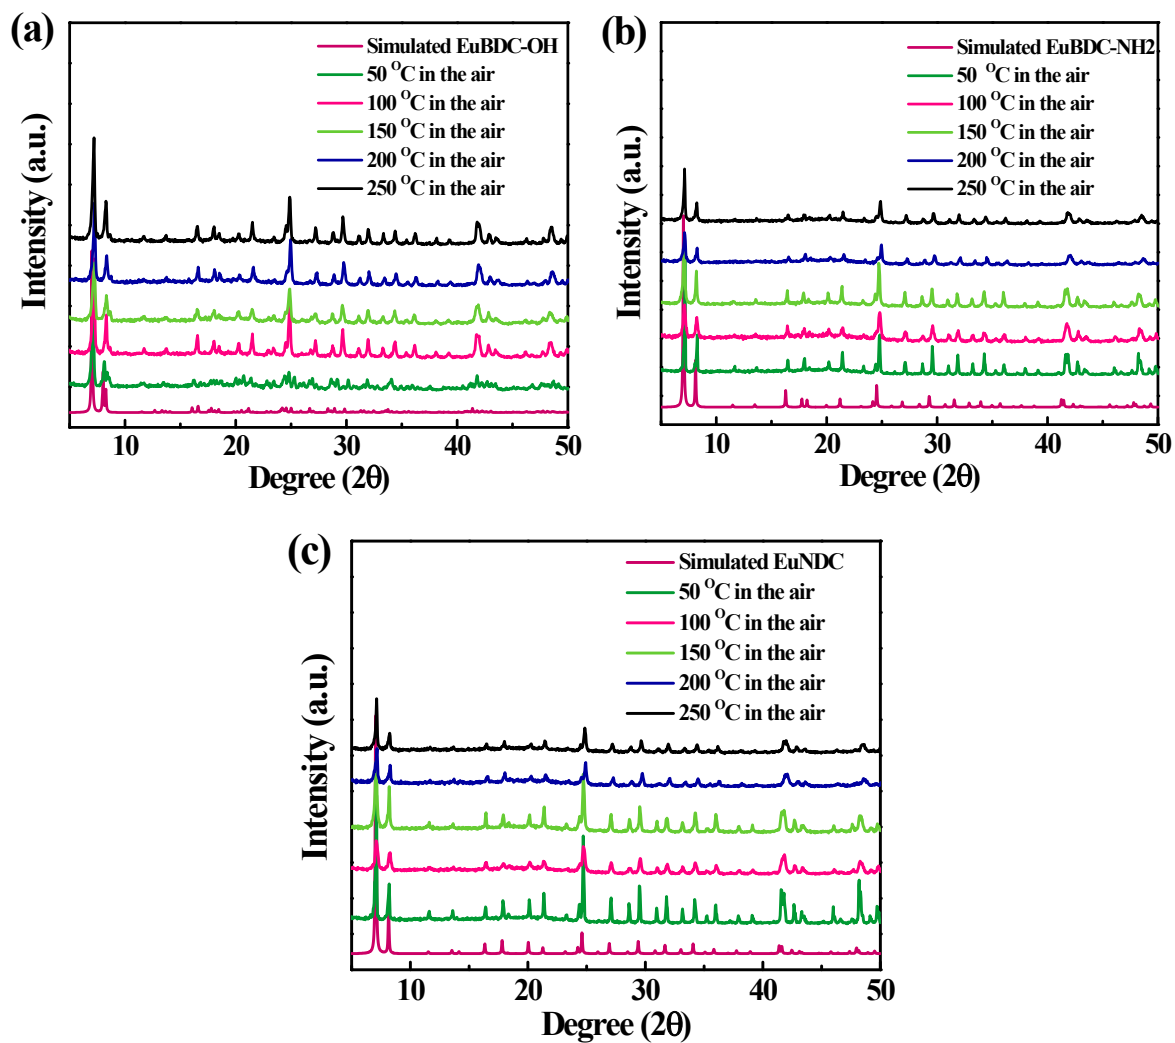 (a)
Simulated EuBDC-OH
50 °C in the air
100 °C in the air
150 °C in the air
200 °C in the air
250 °C in the air
Intensity (a.u.)
10 20 30 40 50
Degree (2θ)
(b)
Simulated EuBDC-NH2
50 °C in the air
100 °C in the air
150 °C in the air
200 °C in the air
250 °C in the air
Intensity (a.u.)
10 20 30 40 50
Degree (2θ)
(c)
Simulated EuNDC
50 °C in the air
100 °C in the air
150 °C in the air
200 °C in the air
250 °C in the air
Intensity (a.u.)
10 20 30 40 50
Degree (2θ)